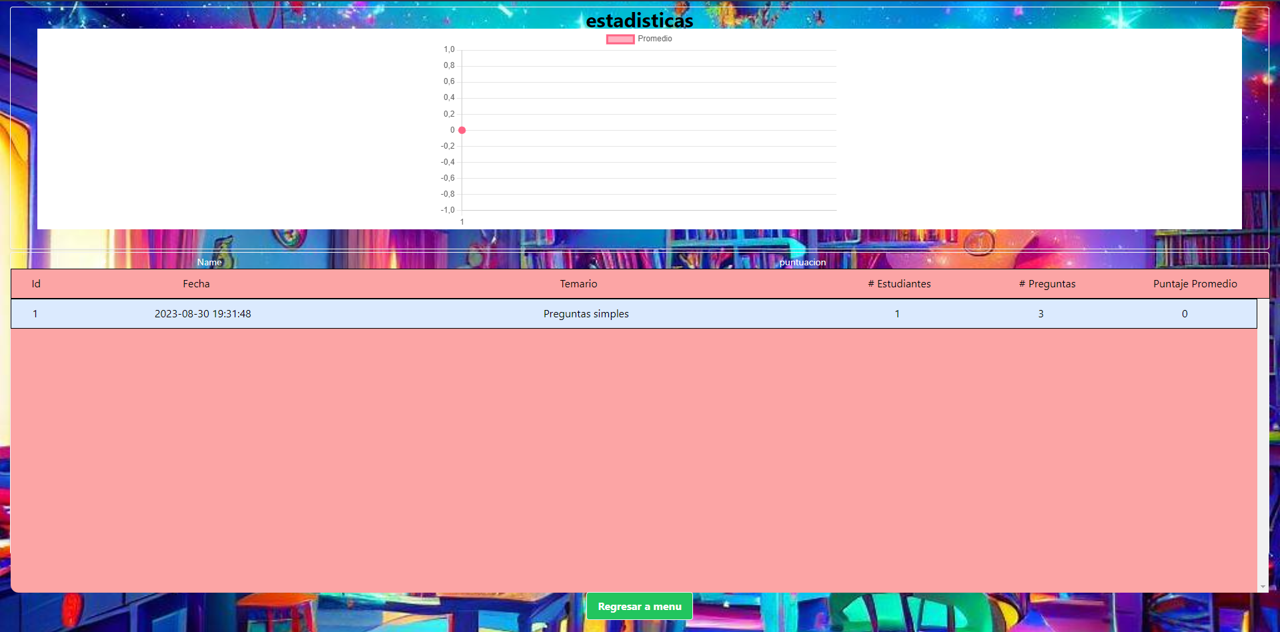 estadisticas
Promedio
1,0
0,8
0,6
0,4
0,2
0
-0,2
-0,4
-0,6
-0,8
-1,0
1
Name puntuacion
Id Fecha Temario # Estudiantes # Preguntas Puntaje Promedio
1 2023-08-30 19:31:48 Preguntas simples 1 3 0
Regresar a menu